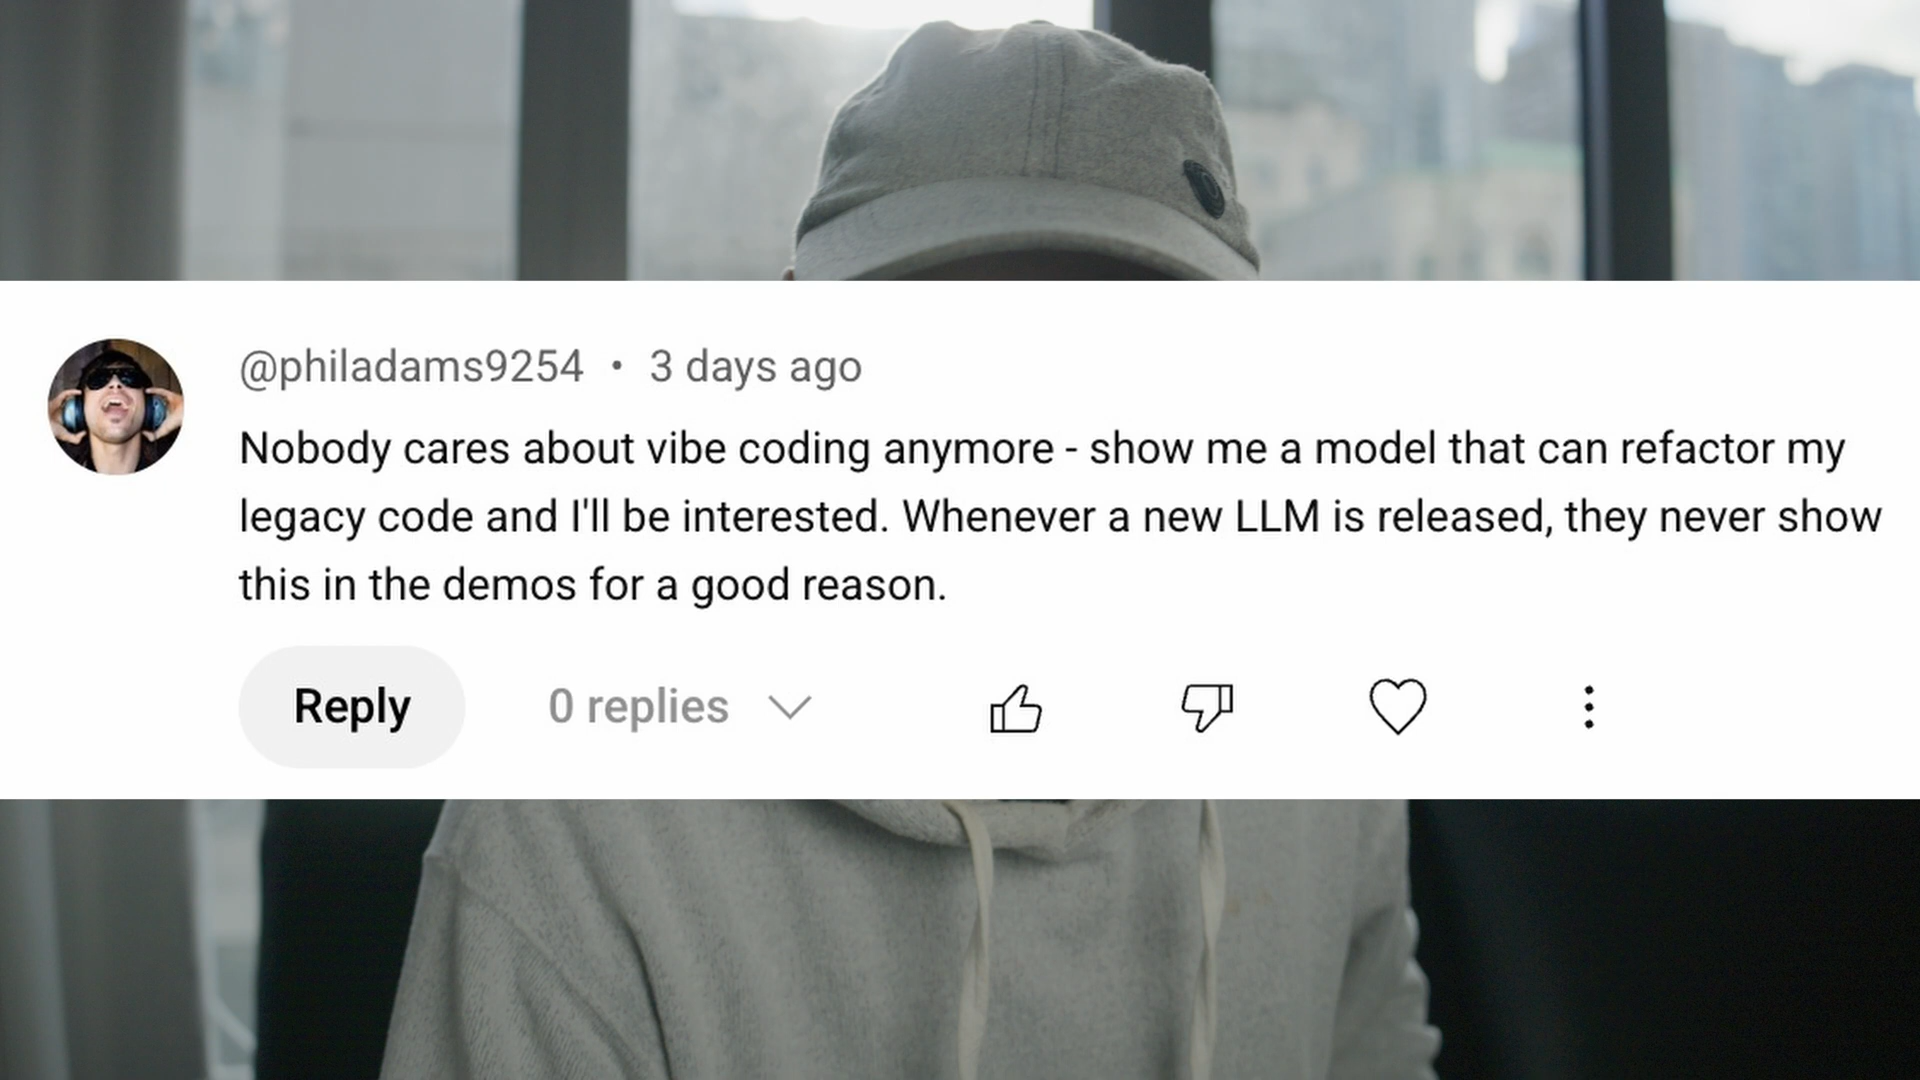 @philadams9254 • 3 days ago
Nobody cares about vibe coding anymore - show me a model that can refactor my
legacy code and I'll be interested. Whenever a new LLM is released, they never show
this in the demos for a good reason.
Reply 0 replies